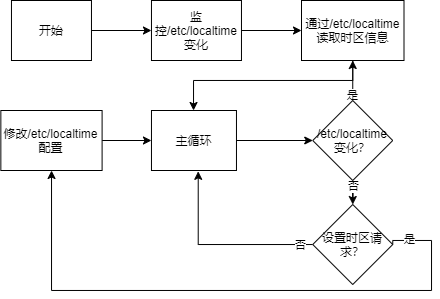 开始
监
控/etc/localtime
变化
通过/etc/localtime
读取时区信息
是
修改/etc/localtime
配置
主循环
/etc/localtime
变化?
否
否
设置时区请
求?
是